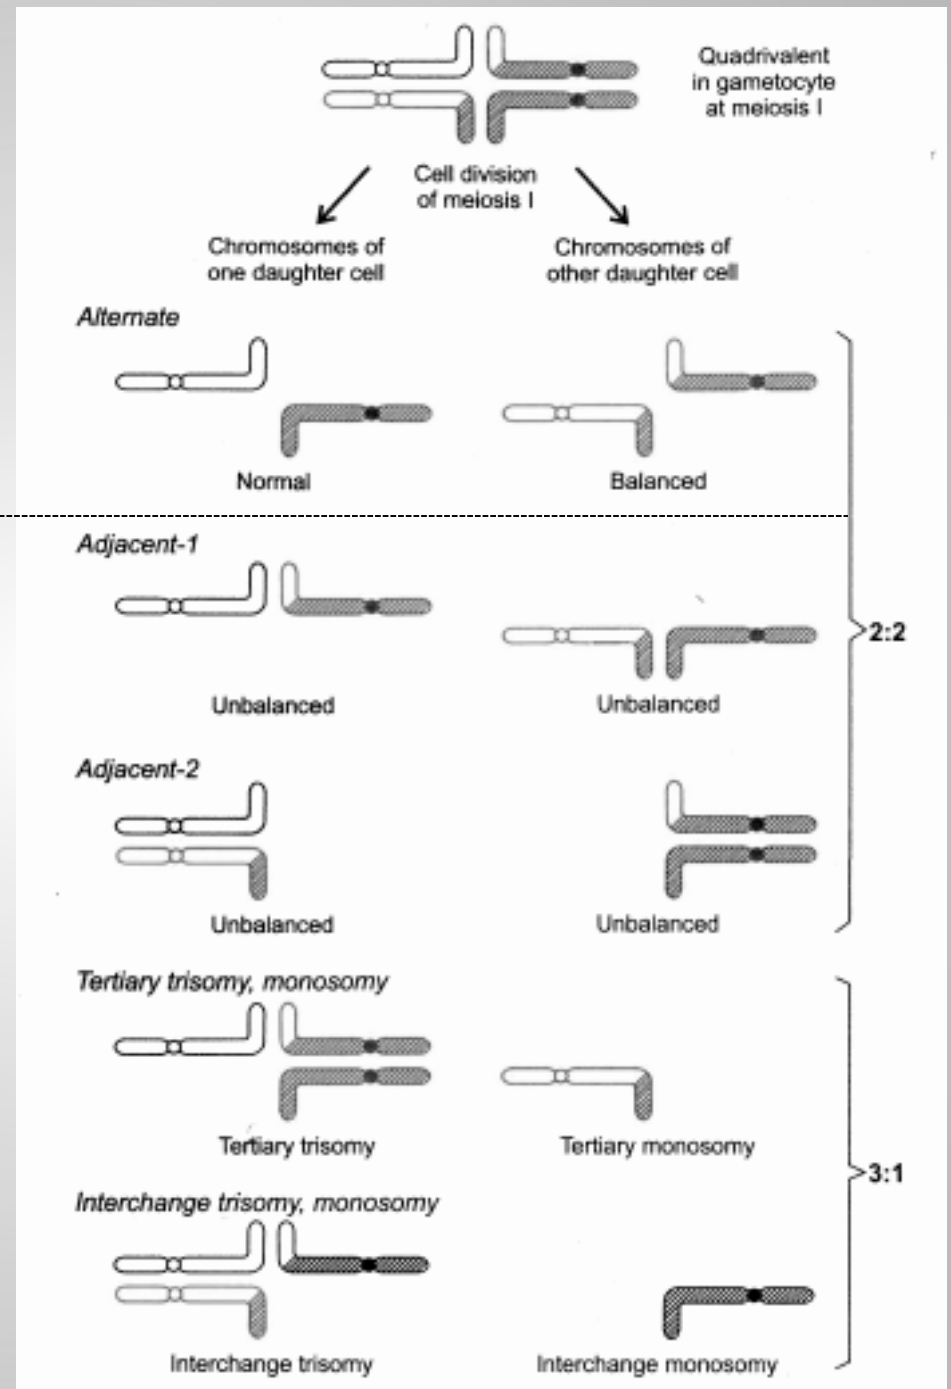 Quadrivalent
in gametocyte
at meiosis I
Cell division
of meiosis I
Chromosomes of
one daughter cell
Chromosomes of
other daughter cell
Alternate
Normal
Balanced
Adjacent-1
Unbalanced
Unbalanced
2:2
Adjacent-2
Unbalanced
Unbalanced
Tertiary trisomy, monosomy
Tertiary trisomy
Tertiary monosomy
3:1
Interchange trisomy, monosomy
Interchange trisomy
Interchange monosomy